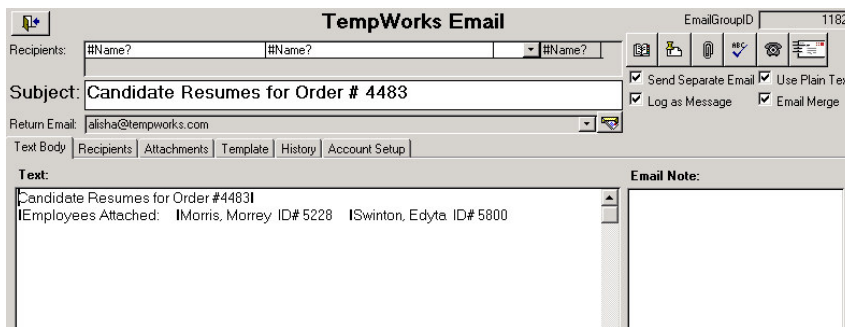 TempWorks Email
EmailGroupID 1182
Recipients: #Name? #Name? #Name?
Send Separate Email Use Plain Tex
Subject: Candidate Resumes for Order # 4483
Log as Message Email Merge
Return Email: alisha@tempworks.com
Text Body Recipients Attachments Template History Account Setup
Text: Email Note:
Candidate Resumes for Order #4483
Employees Attached: Morris, Morrey ID# 5228 Swinton, Edyta ID# 5800